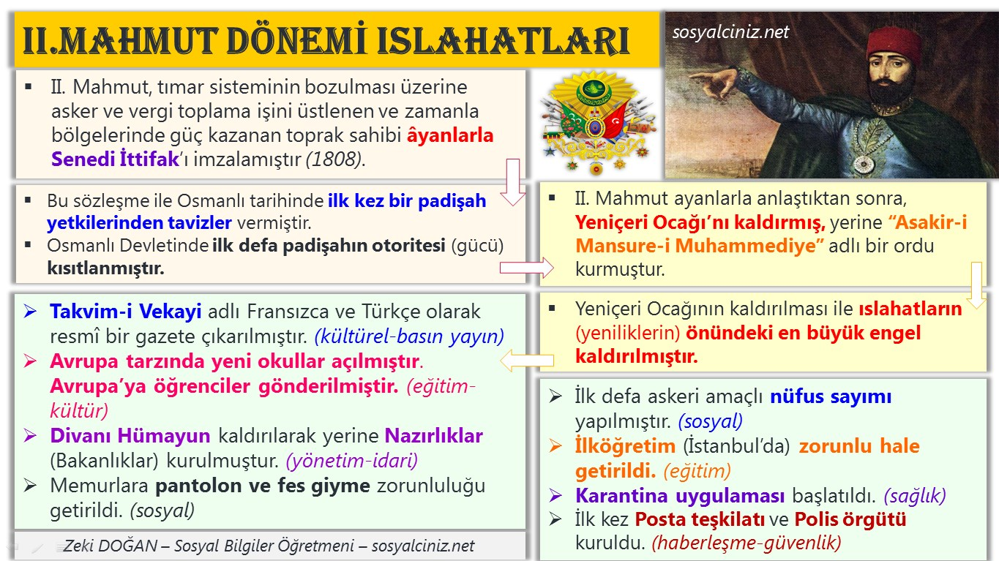 II.MAHMUT DÖNEMİ ISLAHATLARI
sosyalciniz.net
▪ II. Mahmut, tımar sisteminin bozulması üzerine
asker ve vergi toplama işini üstlenen ve zamanla
bölgelerinde güç kazanan toprak sahibi âyanlarla
Senedi İttifak’ı imzalamıştır (1808).
▪ Bu sözleşme ile Osmanlı tarihinde ilk kez bir padişah
yetkilerinden tavizler vermiştir.
▪ Osmanlı Devletinde ilk defa padişahın otoritesi (gücü)
kısıtlanmıştır.
▪ II. Mahmut ayanlarla anlaştıktan sonra,
Yeniçeri Ocağı’nı kaldırmış, yerine “Asakir-i
Mansure-i Muhammediye” adlı bir ordu
kurmuştur.
▪ Yeniçeri Ocağının kaldırılması ile ıslahatların
(yeniliklerin) önündeki en büyük engel
kaldırılmıştır.
➢ Takvim-i Vekayi adlı Fransızca ve Türkçe olarak
resmî bir gazete çıkarılmıştır. (kültürel-basın yayın)
➢ Avrupa tarzında yeni okullar açılmıştır.
Avrupa’ya öğrenciler gönderilmiştir. (eğitim-
kültür)
➢ Divanı Hümayun kaldırılarak yerine Nazırlıklar
(Bakanlıklar) kurulmuştur. (yönetim-idari)
➢ Memurlara pantolon ve fes giyme zorunluluğu
getirildi. (sosyal)
➢ İlk defa askeri amaçlı nüfus sayımı
yapılmıştır. (sosyal)
➢ İlköğretim (İstanbul’da) zorunlu hale
getirildi. (eğitim)
➢ Karantina uygulaması başlatıldı. (sağlık)
➢ İlk kez Posta teşkilatı ve Polis örgütü
kuruldu. (haberleşme-güvenlik)
Zeki DOĞAN – Sosyal Bilgiler Öğretmeni – sosyalciniz.net